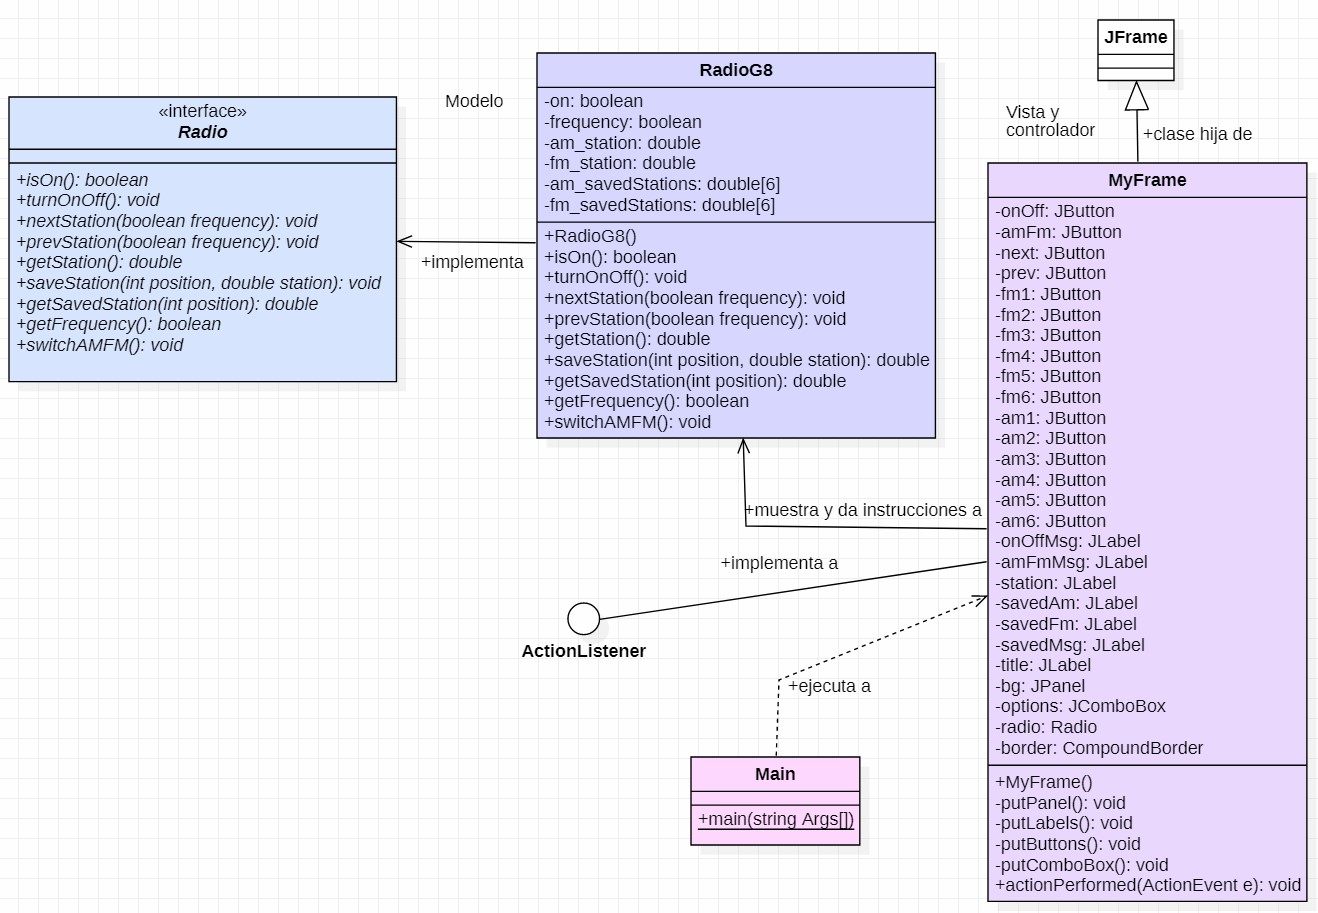 «interface»
Radio
+isOn(): boolean
+turnOnOff(): void
+nextStation(boolean frequency): void
+prevStation(boolean frequency): void
+getStation(): double
+saveStation(int position, double station): void
+getSavedStation(int position): double
+getFrequency(): boolean
+switchAMFM(): void
Modelo
+implementa
RadioG8
-on: boolean
-frequency: boolean
-am_station: double
-fm_station: double
-am_savedStations: double[6]
-fm_savedStations: double[6]
+RadioG8()
+isOn(): boolean
+turnOnOff(): void
+nextStation(boolean frequency): void
+prevStation(boolean frequency): void
+getStation(): double
+saveStation(int position, double station): double
+getSavedStation(int position): double
+getFrequency(): boolean
+switchAMFM(): void
JFrame
Vista y
controlador
+clase hija de
MyFrame
-onOff: JButton
-amFm: JButton
-next: JButton
-prev: JButton
-fm1: JButton
-fm2: JButton
-fm3: JButton
-fm4: JButton
-fm5: JButton
-fm6: JButton
-am1: JButton
-am2: JButton
-am3: JButton
-am4: JButton
-am5: JButton
-am6: JButton
-onOffMsg: JLabel
-amFmMsg: JLabel
-station: JLabel
-savedAm: JLabel
-savedFm: JLabel
-savedMsg: JLabel
-title: JLabel
-bg: JPanel
-options: JComboBox
-radio: Radio
-border: CompoundBorder
+MyFrame()
-putPanel(): void
-putLabels(): void
-putButtons(): void
-putComboBox(): void
+actionPerformed(ActionEvent e): void
+muestra y da instrucciones a
+implementa a
ActionListener
+ejecuta a
Main
+main(string Args[])